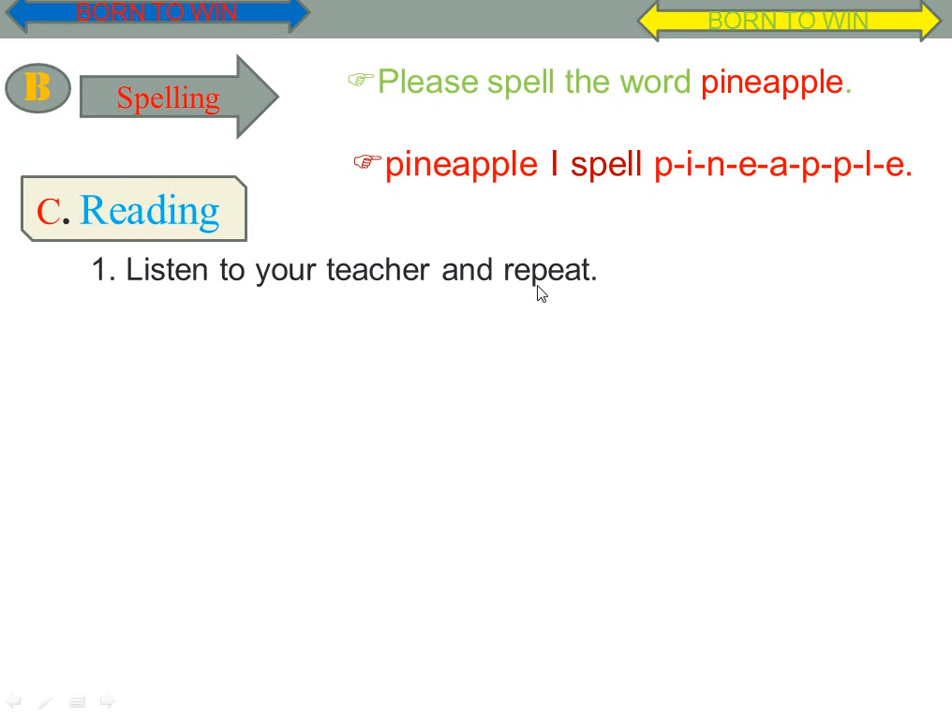 BORN TO WIN
BORN TO WIN
B
Spelling
☞Please spell the word pineapple.
☞pineapple I spell p-i-n-e-a-p-p-l-e.
C. Reading
1. Listen to your teacher and repeat.